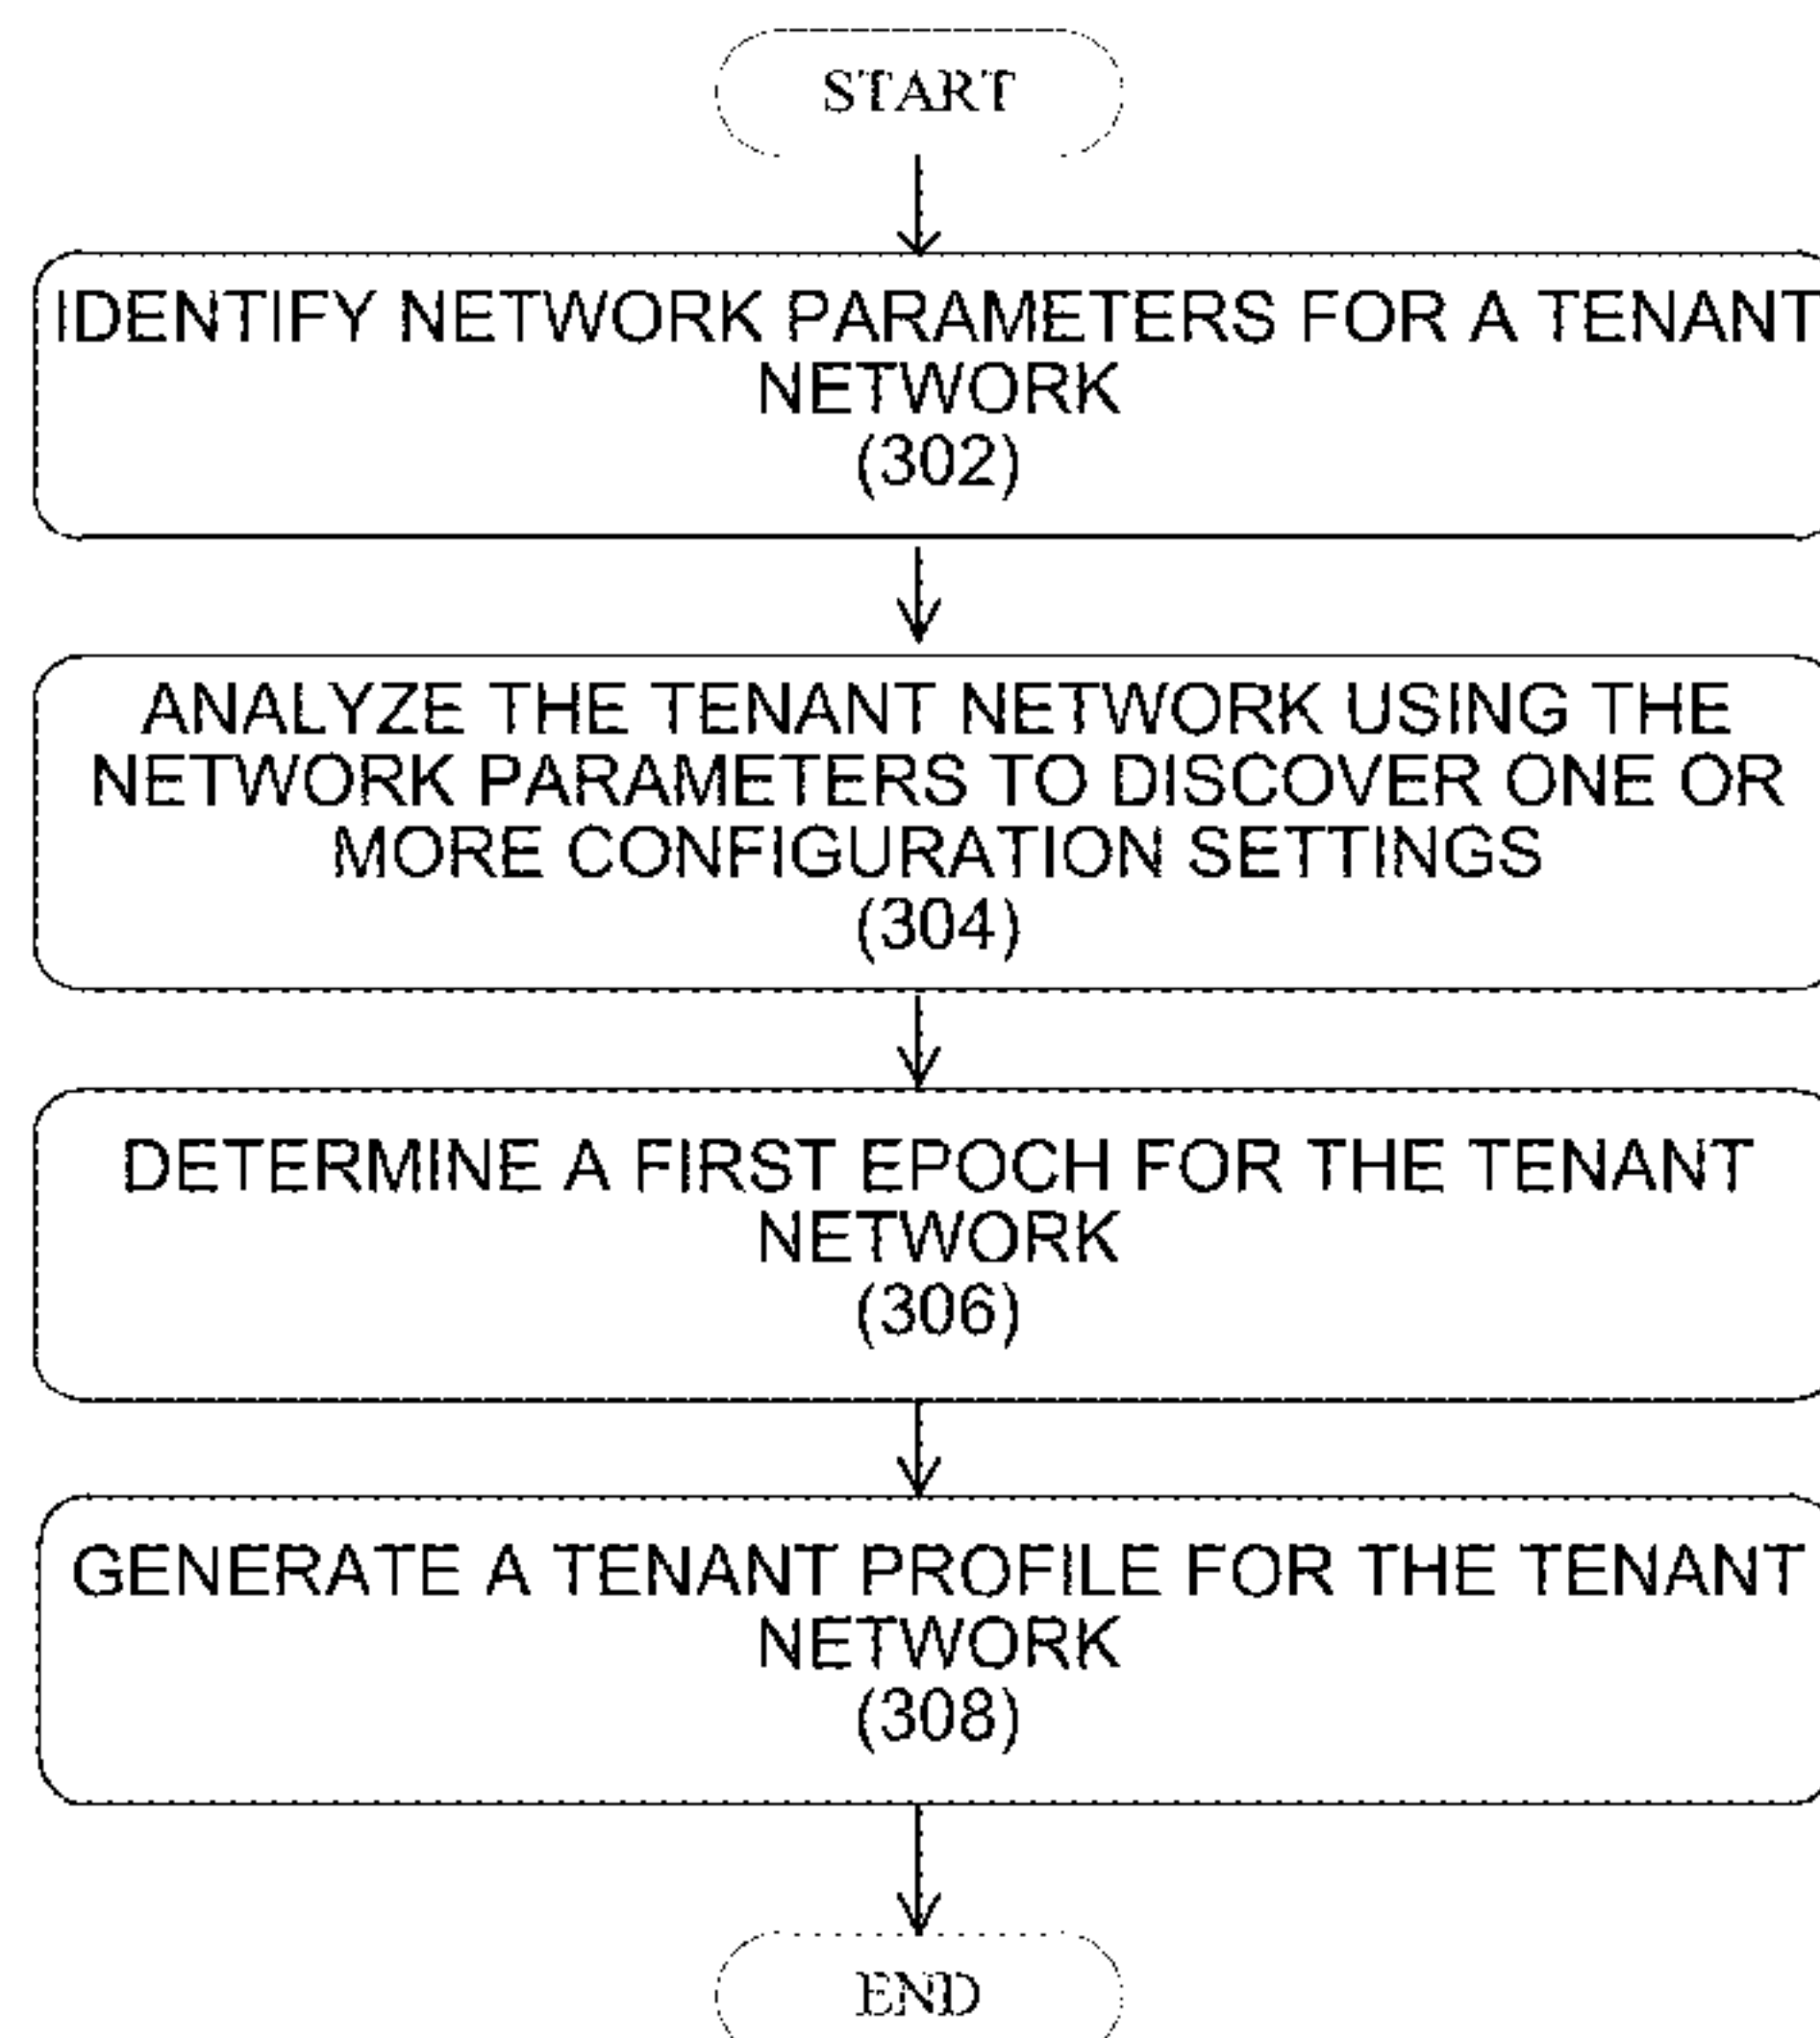 START
IDENTIFY NETWORK PARAMETERS FOR A TENANT
NETWORK
(302)
ANALYZE THE TENANT NETWORK USING THE
NETWORK PARAMETERS TO DISCOVER ONE OR
MORE CONFIGURATION SETTINGS
(304)
DETERMINE A FIRST EPOCH FOR THE TENANT
NETWORK
(306)
GENERATE A TENANT PROFILE FOR THE TENANT
NETWORK
(308)
END